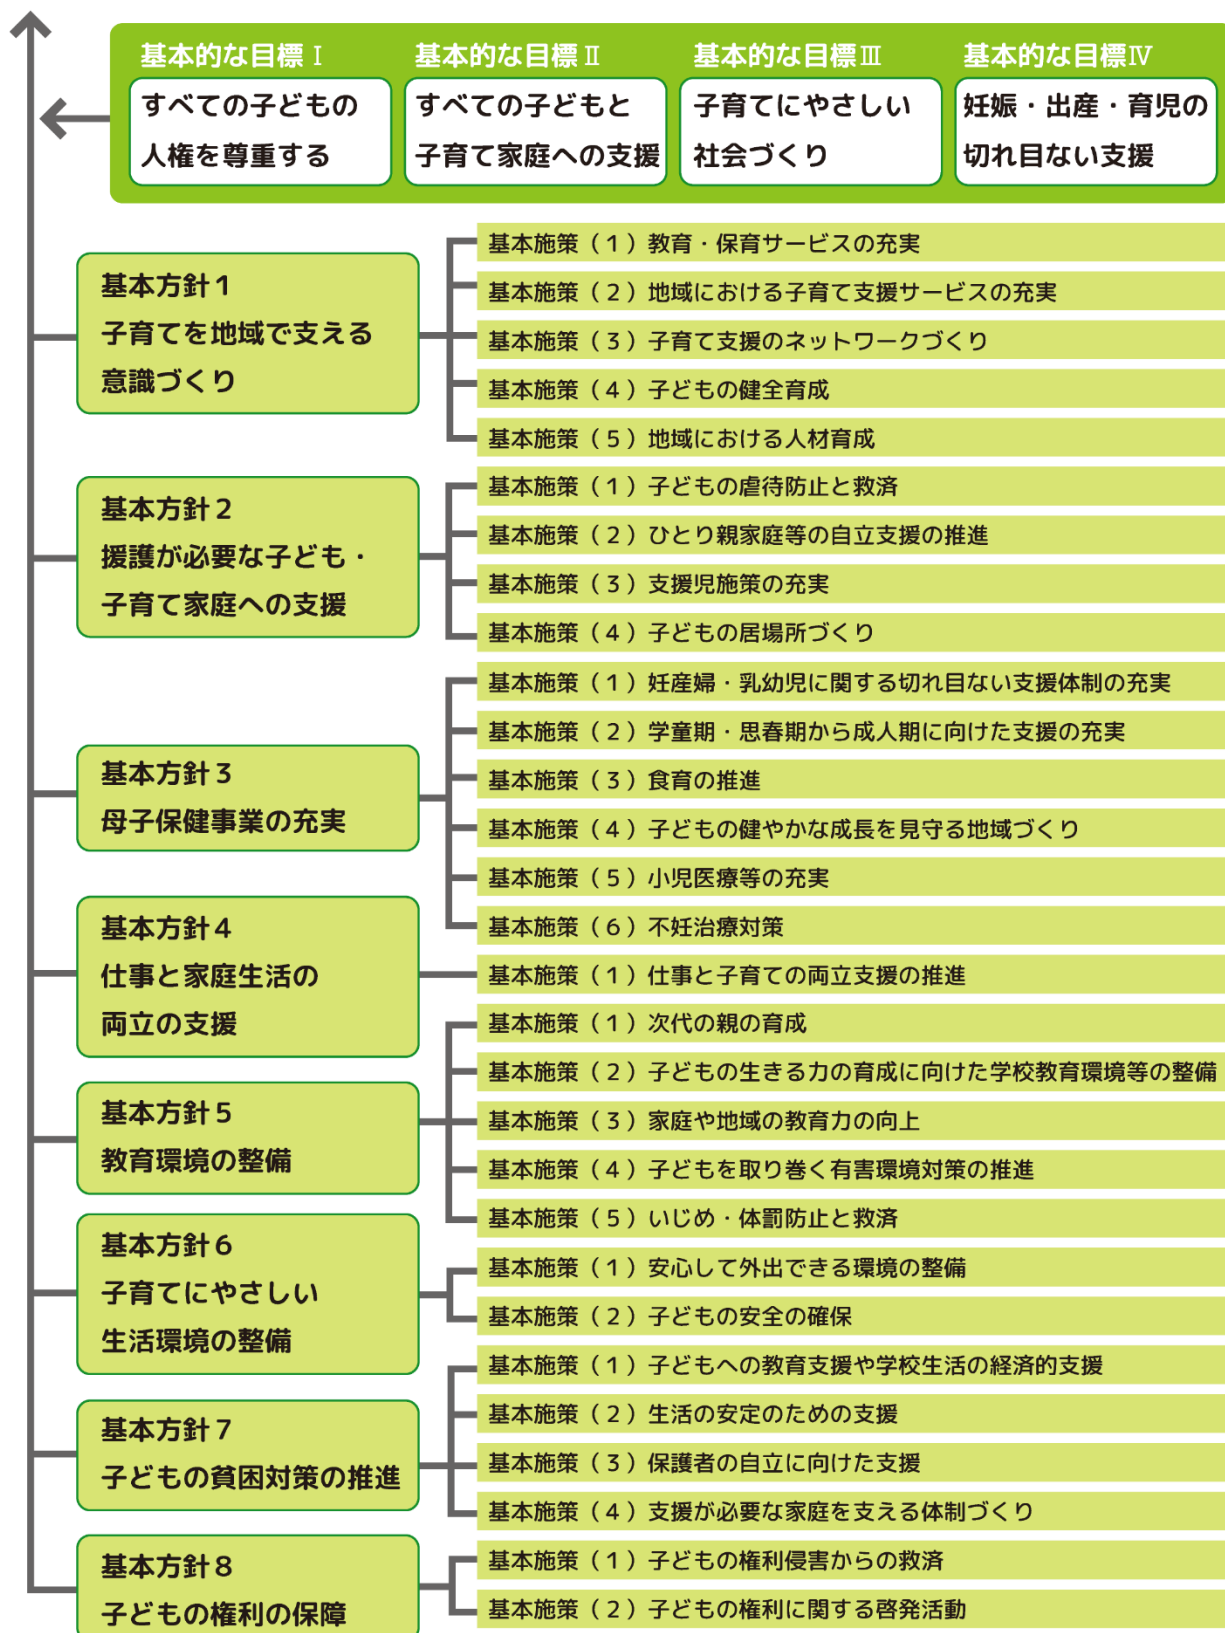 基本的な目標Ⅰ
すべての子どもの
人権を尊重する
基本的な目標Ⅱ
すべての子どもと
子育て家庭への支援
基本的な目標Ⅲ
子育てにやさしい
社会づくり
基本的な目標Ⅳ
妊娠・出産・育児の
切れ目ない支援
基本方針1
子育てを地域で支える
意識づくり
基本施策（1）教育・保育サービスの充実
基本施策（2）地域における子育て支援サービスの充実
基本施策（3）子育て支援のネットワークづくり
基本施策（4）子どもの健全育成
基本施策（5）地域における人材育成
基本方針2
援護が必要な子ども・
子育て家庭への支援
基本施策（1）子どもの虐待防止と救済
基本施策（2）ひとり親家庭等の自立支援の推進
基本施策（3）支援児施策の充実
基本施策（4）子どもの居場所づくり
基本方針3
母子保健事業の充実
基本施策（1）妊産婦・乳幼児に関する切れ目ない支援体制の充実
基本施策（2）学童期・思春期から成人期に向けた支援の充実
基本施策（3）食育の推進
基本施策（4）子どもの健やかな成長を見守る地域づくり
基本施策（5）小児医療等の充実
基本施策（6）不妊治療対策
基本方針4
仕事と家庭生活の
両立の支援
基本施策（1）仕事と子育ての両立支援の推進
基本方針5
教育環境の整備
基本施策（1）次代の親の育成
基本施策（2）子どもの生きる力の育成に向けた学校教育環境等の整備
基本施策（3）家庭や地域の教育力の向上
基本施策（4）子どもを取り巻く有害環境対策の推進
基本施策（5）いじめ・体罰防止と救済
基本方針6
子育てにやさしい
生活環境の整備
基本施策（1）安心して外出できる環境の整備
基本施策（2）子どもの安全の確保
基本方針7
子どもの貧困対策の推進
基本施策（1）子どもへの教育支援や学校生活の経済的支援
基本施策（2）生活の安定のための支援
基本施策（3）保護者の自立に向けた支援
基本施策（4）支援が必要な家庭を支える体制づくり
基本方針8
子どもの権利の保障
基本施策（1）子どもの権利侵害からの救済
基本施策（2）子どもの権利に関する啓発活動